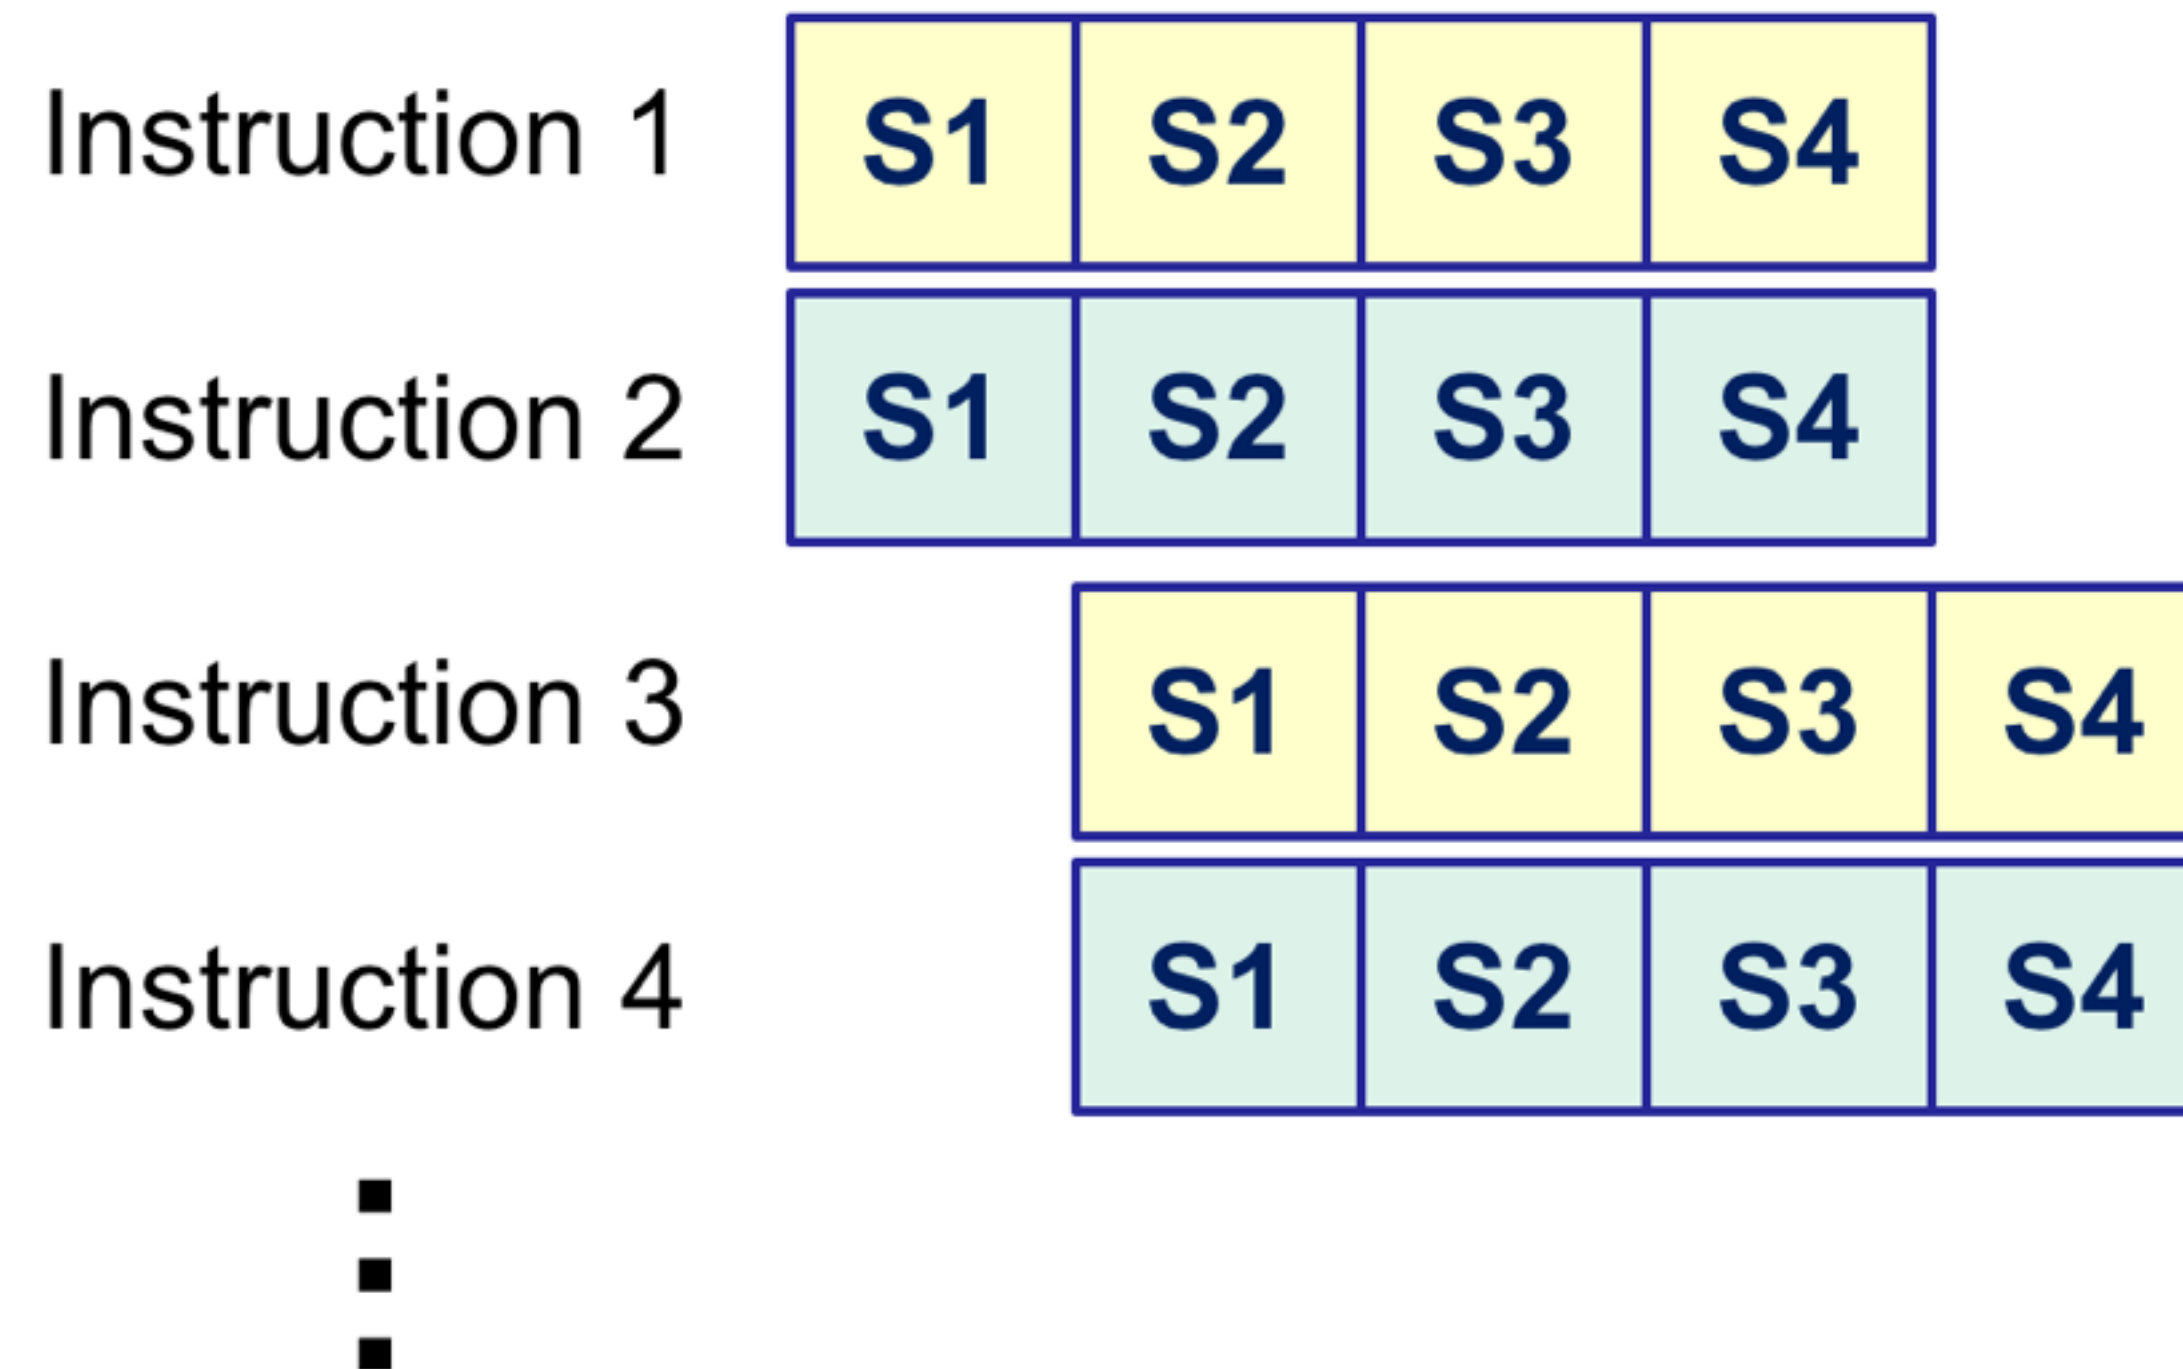 Instruction 1 S1 S2 S3 S4
Instruction 2 S1 S2 S3 S4
Instruction 3 S1 S2 S3 S4
Instruction 4 S1 S2 S3 S4